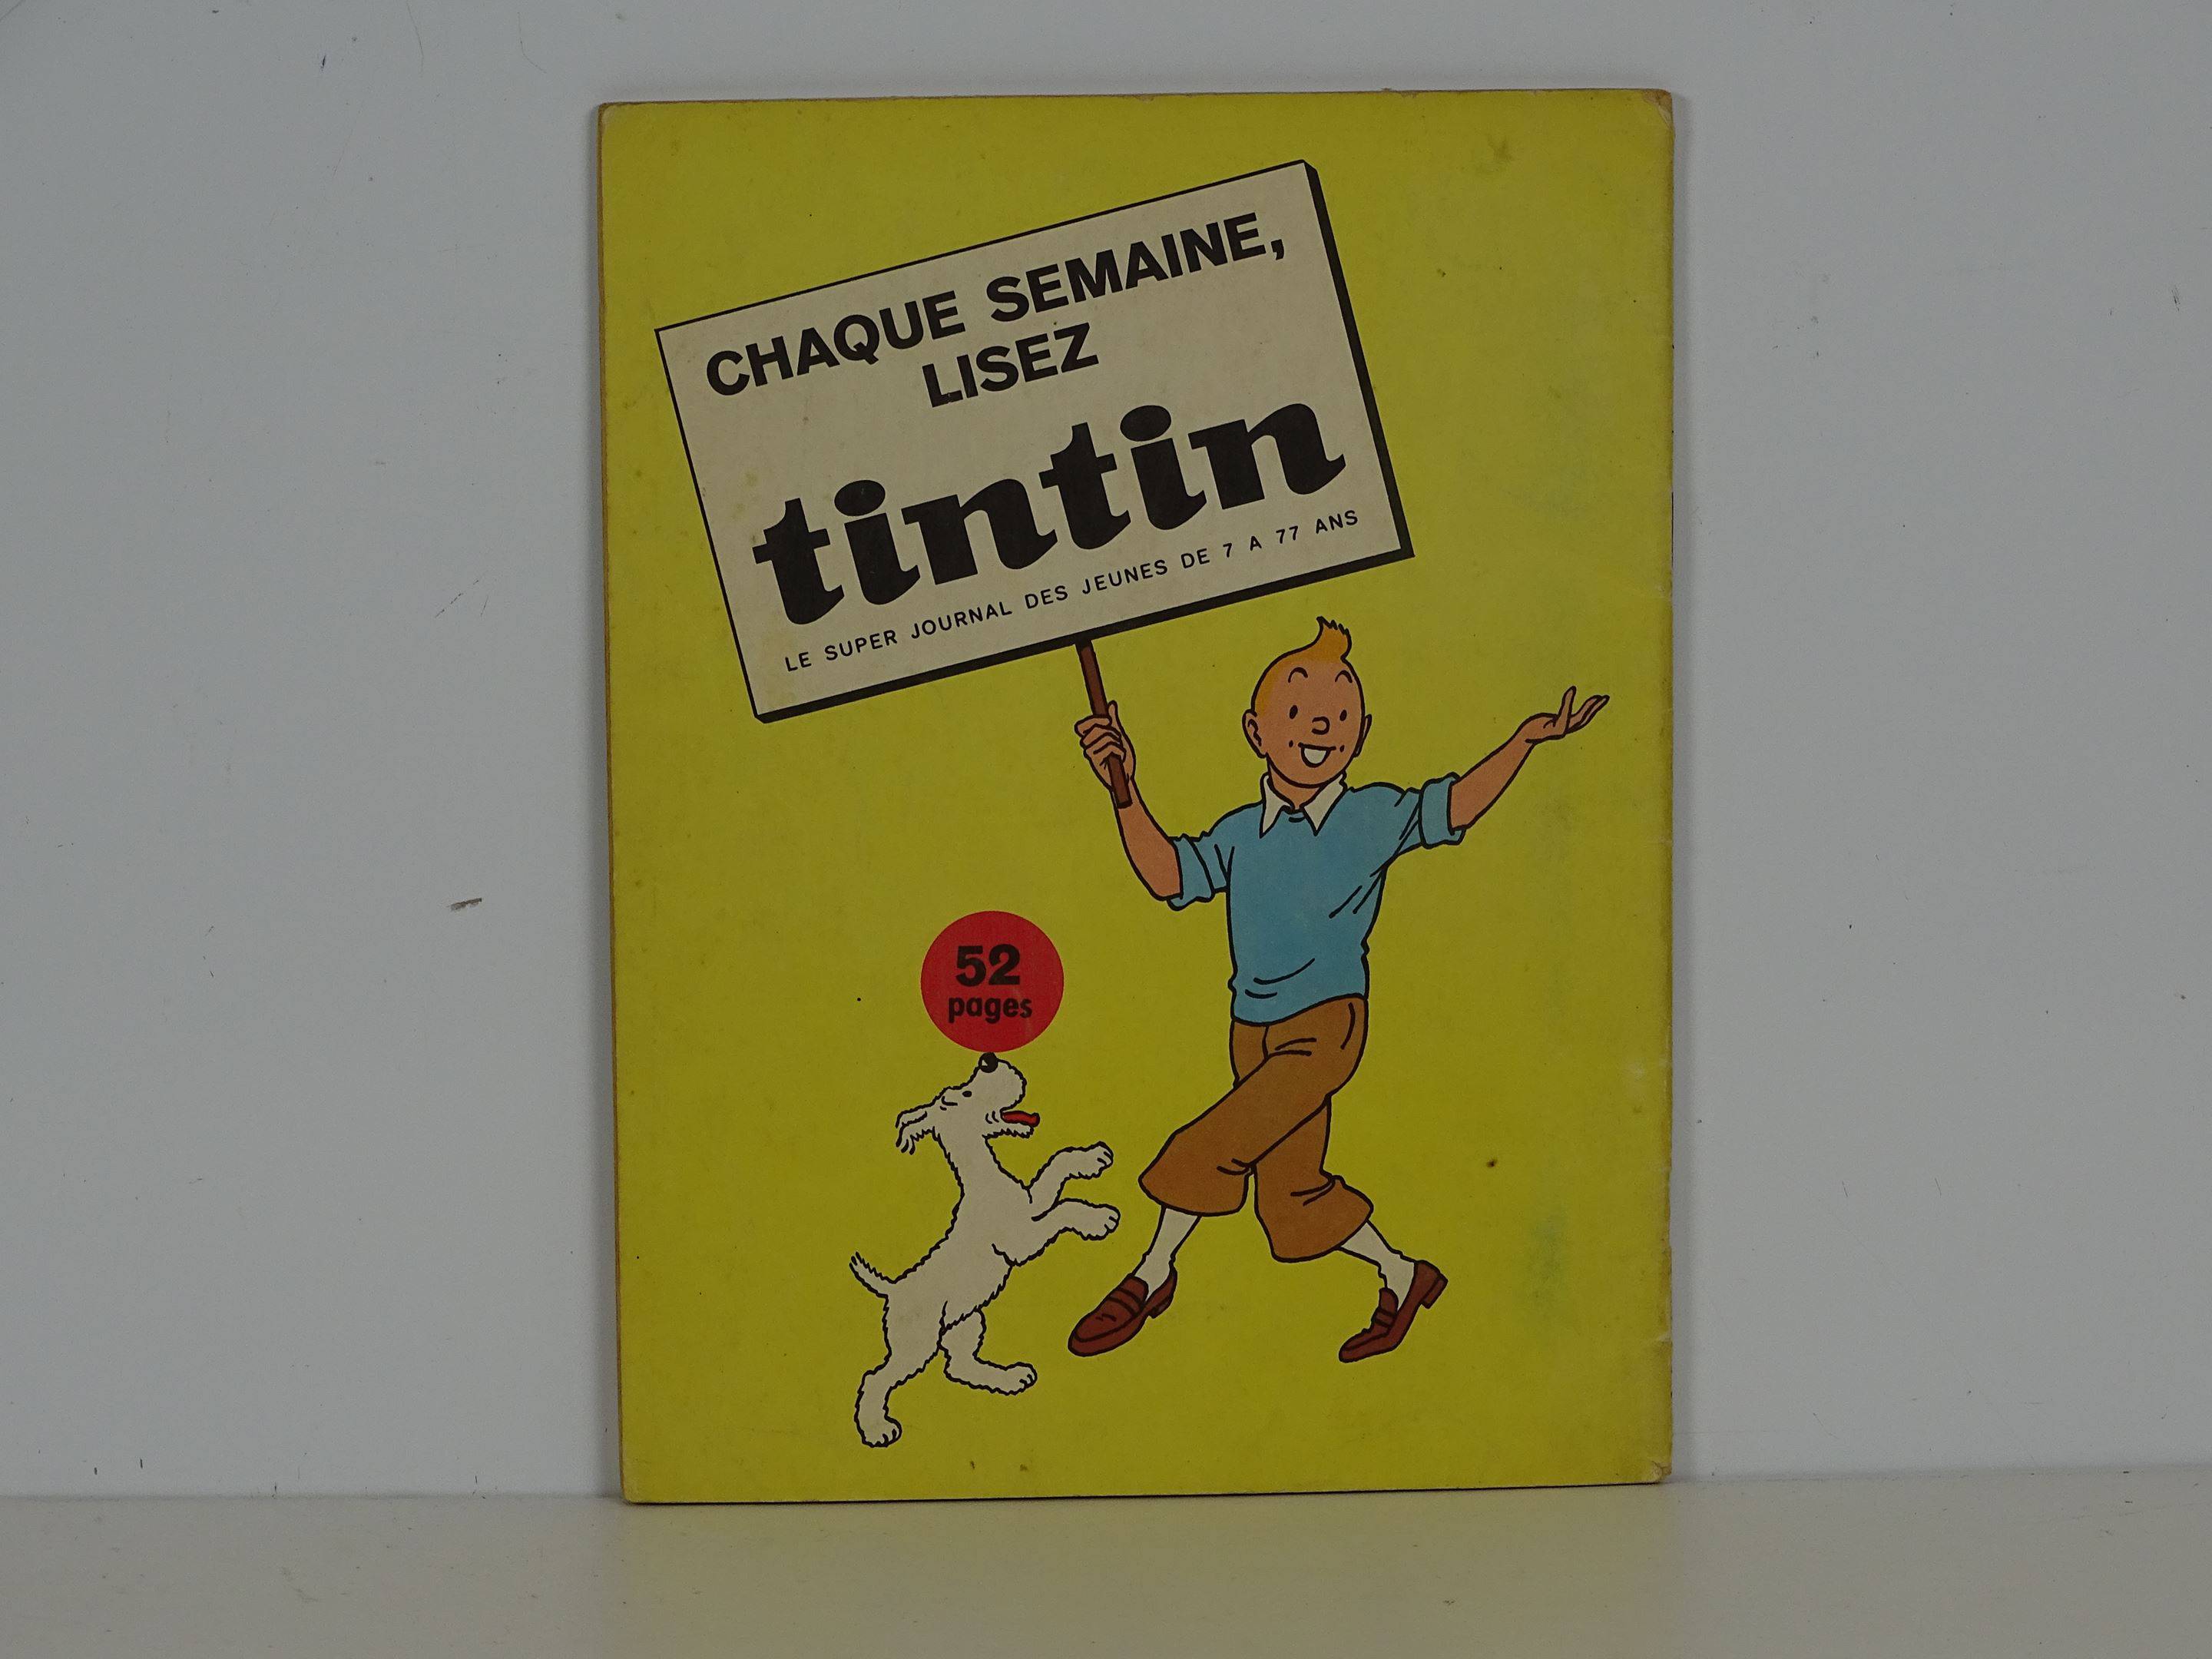 CHAQUE SEMAINE,
LISEZ
tintin
LE SUPER JOURNAL DES JEUNES DE 7 A 77 ANS
52
pages